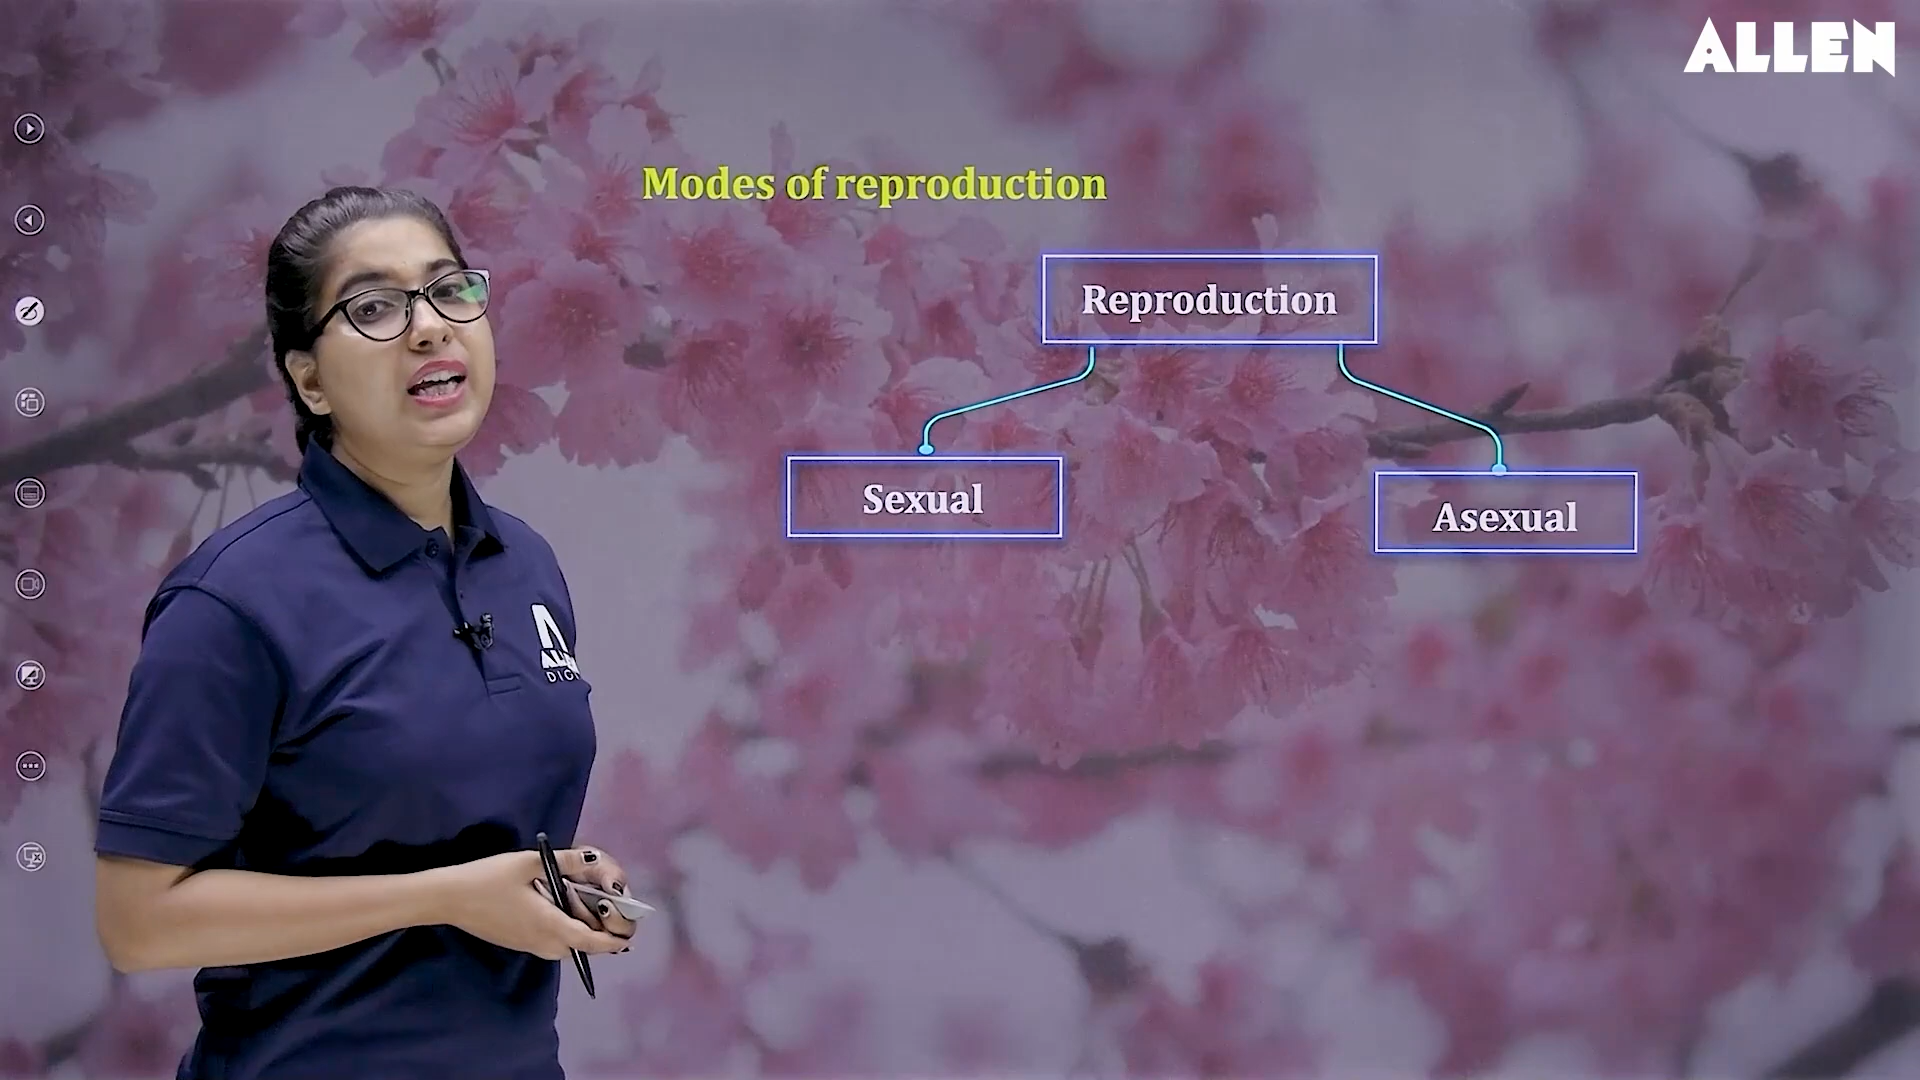 ALLEN
Modes of reproduction
Reproduction
Sexual
Asexual